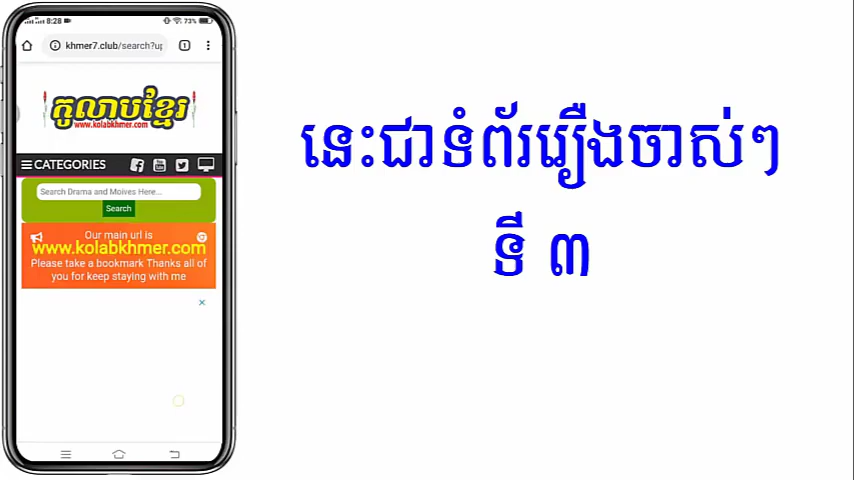 8:28
73%
khmer7.club/search?up
1
កូលាបខ្មែរ
www.kolabkhmer.com
CATEGORIES
Search Drama and Moives Here...
Search
Our main url is
www.kolabkhmer.com
Please take a bookmark Thanks all of
you for keep staying with me
នេះជាទំព័ររឿងចាស់ៗ
ទី ៣